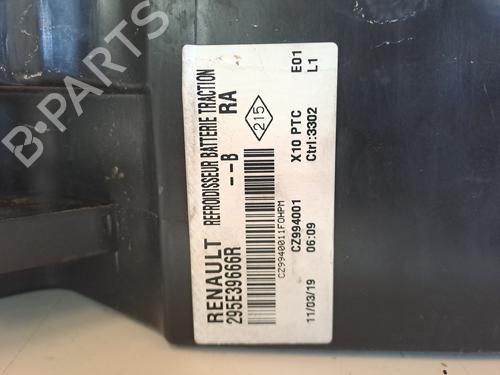 RENAULT
295E39666R
REFROIDISSEUR BATTERIE TRACTION
--B RA
215
CZ9940011F0HPM
CZ994001
X10 PTC
E01
11/03/19
06:09
Ctrl:3302
L1
B-PARTS